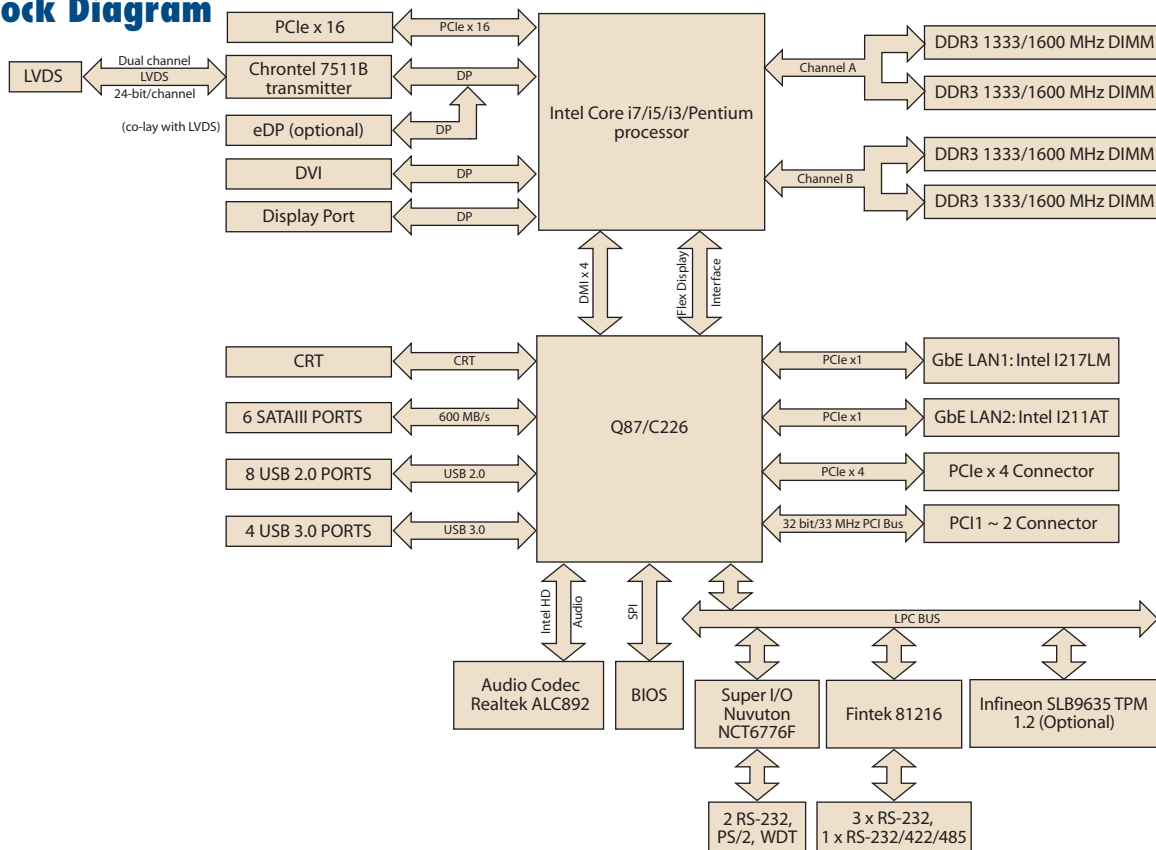 ock Diagram
PCIe x 16
PCIe x 16
LVDS
Dual channel
LVDS
24-bit/channel
Chrontel 7511B
transmitter
DP
(co-lay with LVDS)
eDP (optional)
DP
DVI
DP
Display Port
DP
Intel Core i7/i5/i3/Pentium
processor
Channel A
DDR3 1333/1600 MHz DIMM
DDR3 1333/1600 MHz DIMM
Channel B
DDR3 1333/1600 MHz DIMM
DDR3 1333/1600 MHz DIMM
DMI x 4
Flex Display
Interface
CRT
CRT
6 SATAIII PORTS
600 MB/s
8 USB 2.0 PORTS
USB 2.0
4 USB 3.0 PORTS
USB 3.0
Q87/C226
PCIe x1
GbE LAN1: Intel I217LM
PCIe x1
GbE LAN2: Intel I211AT
PCIe x 4
PCIe x 4 Connector
32 bit/33 MHz PCI Bus
PCI1 ~ 2 Connector
Intel HD
Audio
SPI
LPC BUS
Audio Codec
Realtek ALC892
BIOS
Super I/O
Nuvuton
NCT6776F
Fintek 81216
Infineon SLB9635 TPM
1.2 (Optional)
2 RS-232,
PS/2, WDT
3 x RS-232,
1 x RS-232/422/485